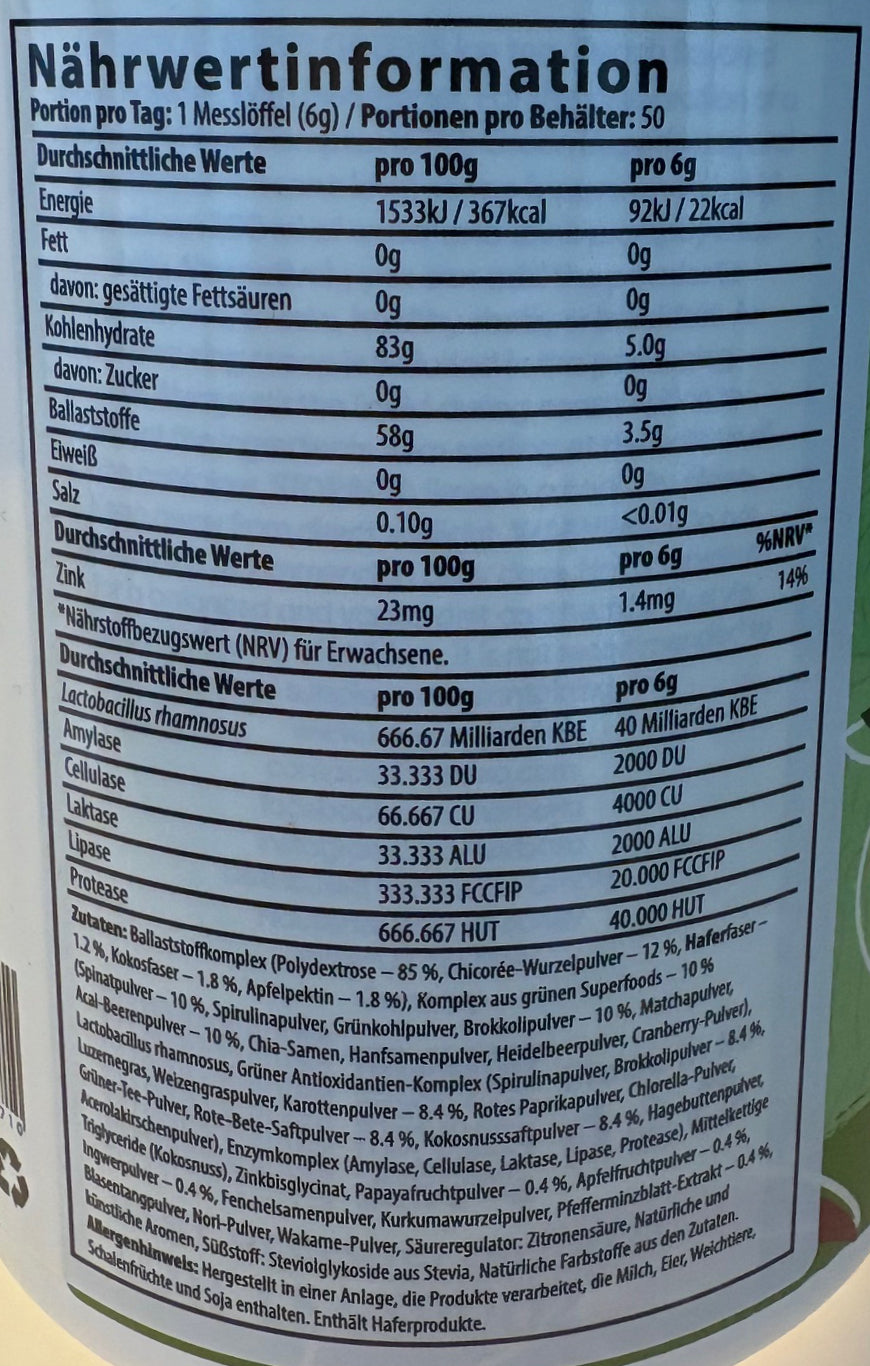 Nährwertinformation
Portion pro Tag: 1 Messlöffel (6g) / Portionen pro Behälter: 50
Durchschnittliche Werte pro 100g pro 6g
Energie 1533kJ / 367kcal 92kJ / 22kcal
Fett 0g 0g
davon: gesättigte Fettsäuren 0g 0g
Kohlenhydrate 83g 5.0g
davon: Zucker 0g 0g
Ballaststoffe 58g 3.5g
Eiweiß 0g 0g
Salz 0.10g <0.01g
Durchschnittliche Werte pro 100g pro 6g %NRV*
Zink 23mg 1.4mg 14%
*Nährstoffbezugswert (NRV) für Erwachsene.
Durchschnittliche Werte pro 100g pro 6g
Lactobacillus rhamnosus 666.67 Milliarden KBE 40 Milliarden KBE
Amylase 33.333 DU 2000 DU
Cellulase 66.667 CU 4000 CU
Laktase 33.333 ALU 2000 ALU
Lipase 333.333 FCCFIP 20.000 FCCFIP
Protease 666.667 HUT 40.000 HUT
Zutaten: Ballaststoffkomplex (Polydextrose – 85 %, Chicorée-Wurzelpulver – 12 %, Haferfaser –
1.2 %, Kokosfaser – 1.8 %, Apfelpektin – 1.8 %), Komplex aus grünen Superfoods – 10 %
(Spinatpulver – 10 %, Spirulinapulver, Grünkohlpulver, Brokkolipulver – 10 %, Matchapulver,
Acai-Beerenpulver – 10 %, Chia-Samen, Hanfsamenpulver, Heidelbeerpulver, Cranberry-Pulver),
Lactobacillus rhamnosus, Grüner Antioxidantien-Komplex (Spirulinapulver, Brokkolipulver – 8.4 %,
Luzernegras, Weizengraspulver, Karottenpulver – 8.4 %, Rotes Paprikapulver, Chlorella-Pulver,
Grüner-Tee-Pulver, Rote-Bete-Saftpulver – 8.4 %, Kokosnusssaftpulver – 8.4 %, Hagebuttenpulver,
Acerolakirschenpulver), Enzymkomplex (Amylase, Cellulase, Laktase, Lipase, Protease), Mittelkettige
Triglyceride (Kokosnuss), Zinkbisglycinat, Papayafruchtpulver – 0.4 %, Apfelfruchtpulver – 0.4 %,
Ingwerpulver – 0.4 %, Fenchelsamenpulver, Kurkumawurzelpulver, Pfefferminzblatt-Extrakt – 0.4 %,
Blasentangpulver, Nori-Pulver, Wakame-Pulver, Säureregulator: Zitronensäure, Natürliche und
künstliche Aromen, Süßstoff: Steviolglykoside aus Stevia, Natürliche Farbstoffe aus den Zutaten.
Allergenhinweis: Hergestellt in einer Anlage, die Produkte verarbeitet, die Milch, Eier, Weichtiere,
Schalenfrüchte und Soja enthalten. Enthält Haferprodukte.